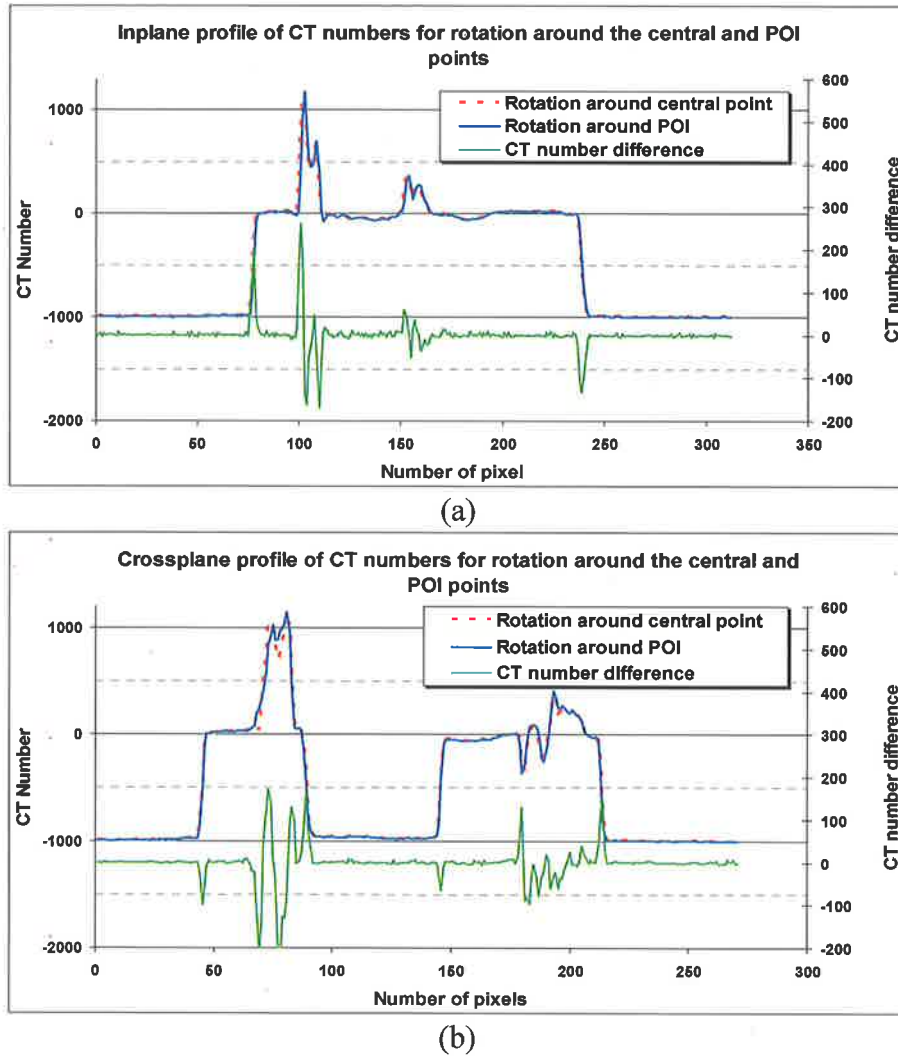 Inplane profile of CT numbers for rotation around the central and POI
points
Rotation around central point
Rotation around POI
CT number difference
1000
0
-1000
-2000
CT Number
600
500
400
300
200
100
0
-100
-200
CT number difference
0 50 100 150 200 250 300 350
Number of pixel
(a)
Crossplane profile of CT numbers for rotation around the central and
POI points
Rotation around central point
Rotation around POI
CT number difference
1000
0
-1000
-2000
CT Number
600
500
400
300
200
100
0
-100
-200
CT number difference
0 50 100 150 200 250 300
Number of pixels
(b)